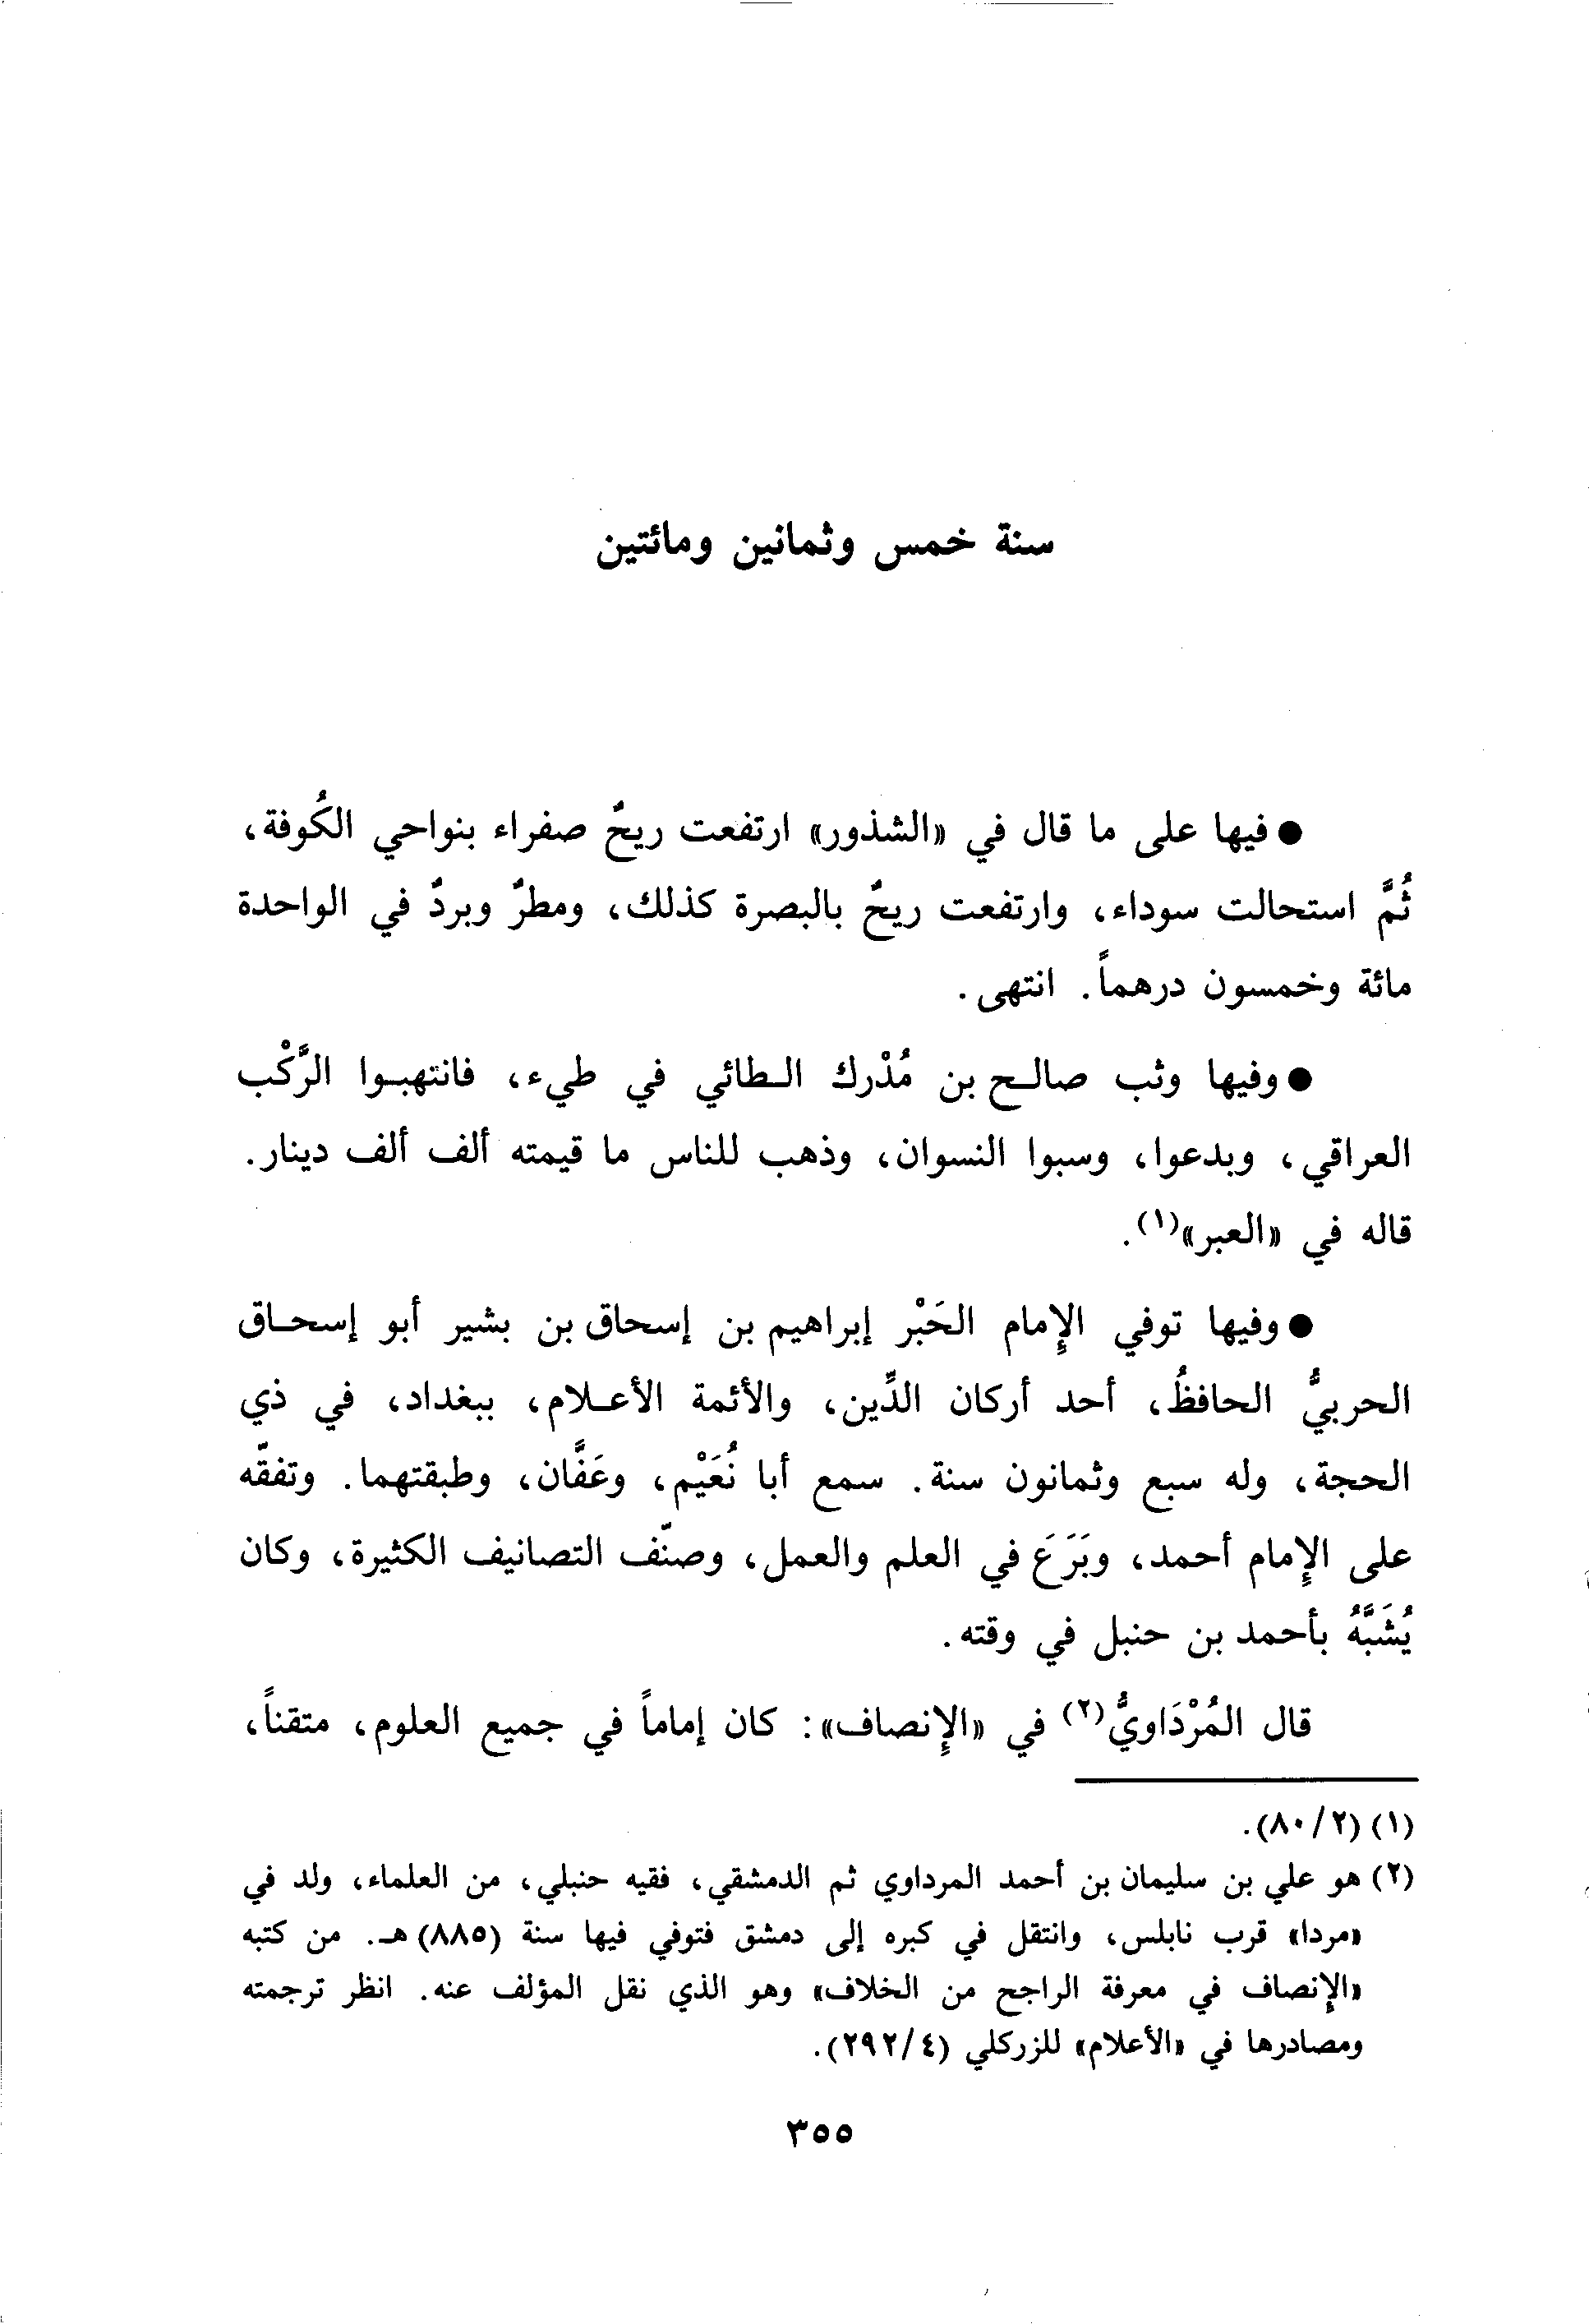 سنة خمس وثمانين ومائتين
● فيها على ما قال في «الشذور» ارتفعت ريحٌ صفراء بنواحي الكُوفة،
ثُمَّ استحالت سوداء، وارتفعت ريحٌ بالبصرة كذلك، ومطرٌ وبردٌ في الواحدة
مائة وخمسون درهماً. انتهى.
● وفيها وثب صالح بن مُدْرك الطائي في طيء، فانتهبوا الرَّكْب
العراقي، وبدعوا، وسبوا النسوان، وذهب للناس ما قيمته ألف ألف دينار.
قاله في «العبر»(١).
● وفيها توفي الإمام الحَبْر إبراهيم بن إسحاق بن بشير أبو إسحاق
الحربيُّ الحافظُ، أحد أركان الدِّين، والأئمة الأعلام، ببغداد، في ذي
الحجة، وله سبع وثمانون سنة. سمع أبا نُعَيْم، وعَفَّان، وطبقتهما. وتفقّه
على الإمام أحمد، وبَرَعَ في العلم والعمل، وصنّف التصانيف الكثيرة، وكان
يُشَبَّهُ بأحمد بن حنبل في وقته.
قال المُرْدَاويُّ(٢) في «الإنصاف»: كان إماماً في جميع العلوم، متقناً،
(١) (٢/٨٠).
(٢) هو علي بن سليمان بن أحمد المرداوي ثم الدمشقي، فقيه حنبلي، من العلماء، ولد في
«مردا» قرب نابلس، وانتقل في كبره إلى دمشق فتوفي فيها سنة (٨٨٥) هـ. من كتبه
«الإنصاف في معرفة الراجح من الخلاف» وهو الذي نقل المؤلف عنه. انظر ترجمته
ومصادرها في «الأعلام» للزركلي (٤/٢٩٢).
٣٥٥